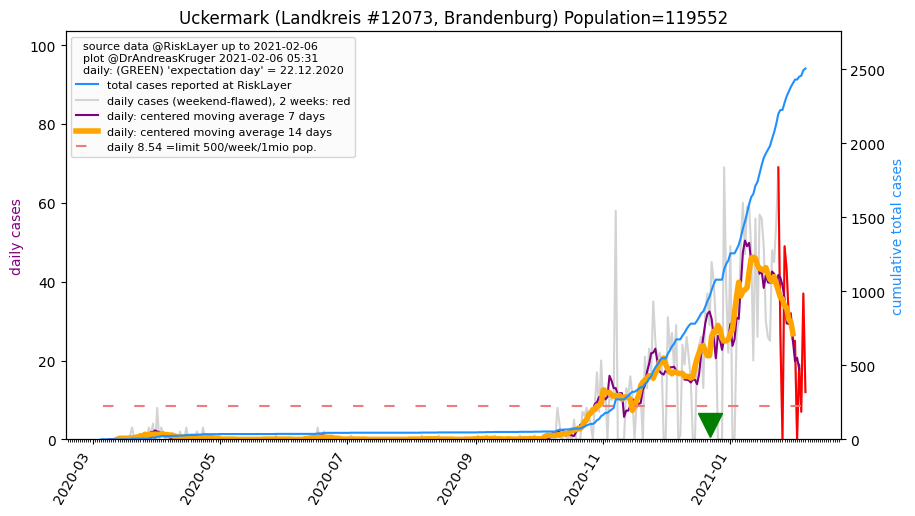 Uckermark (Landkreis #12073, Brandenburg) Population=119552
source data @RiskLayer up to 2021-02-06
plot @DrAndreasKruger 2021-02-06 05:31
daily: (GREEN) 'expectation day' = 22.12.2020
total cases reported at RiskLayer
daily cases (weekend-flawed), 2 weeks: red
daily: centered moving average 7 days
daily: centered moving average 14 days
daily 8.54 =limit 500/week/1mio pop.
daily cases
100
80
60
40
20
0
cumulative total cases
2500
2000
1500
1000
500
0
2020-03
2020-05
2020-07
2020-09
2020-11
2021-01